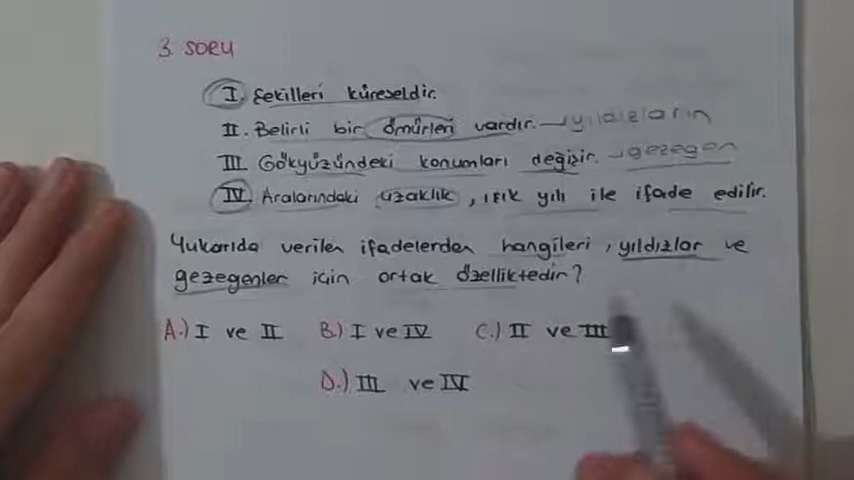 3. SORU
I. Şekilleri küreseldir.
II. Belirli bir ömürleri vardır. → yıldızların
III. Gökyüzündeki konumları değişir. → gezegen
IV. Aralarındaki uzaklık, ışık yılı ile ifade edilir.
Yukarıda verilen ifadelerden hangileri, yıldızlar ve
gezegenler için ortak özelliktedir?
A.) I ve II B.) I ve IV C.) II ve III
D.) III ve IV